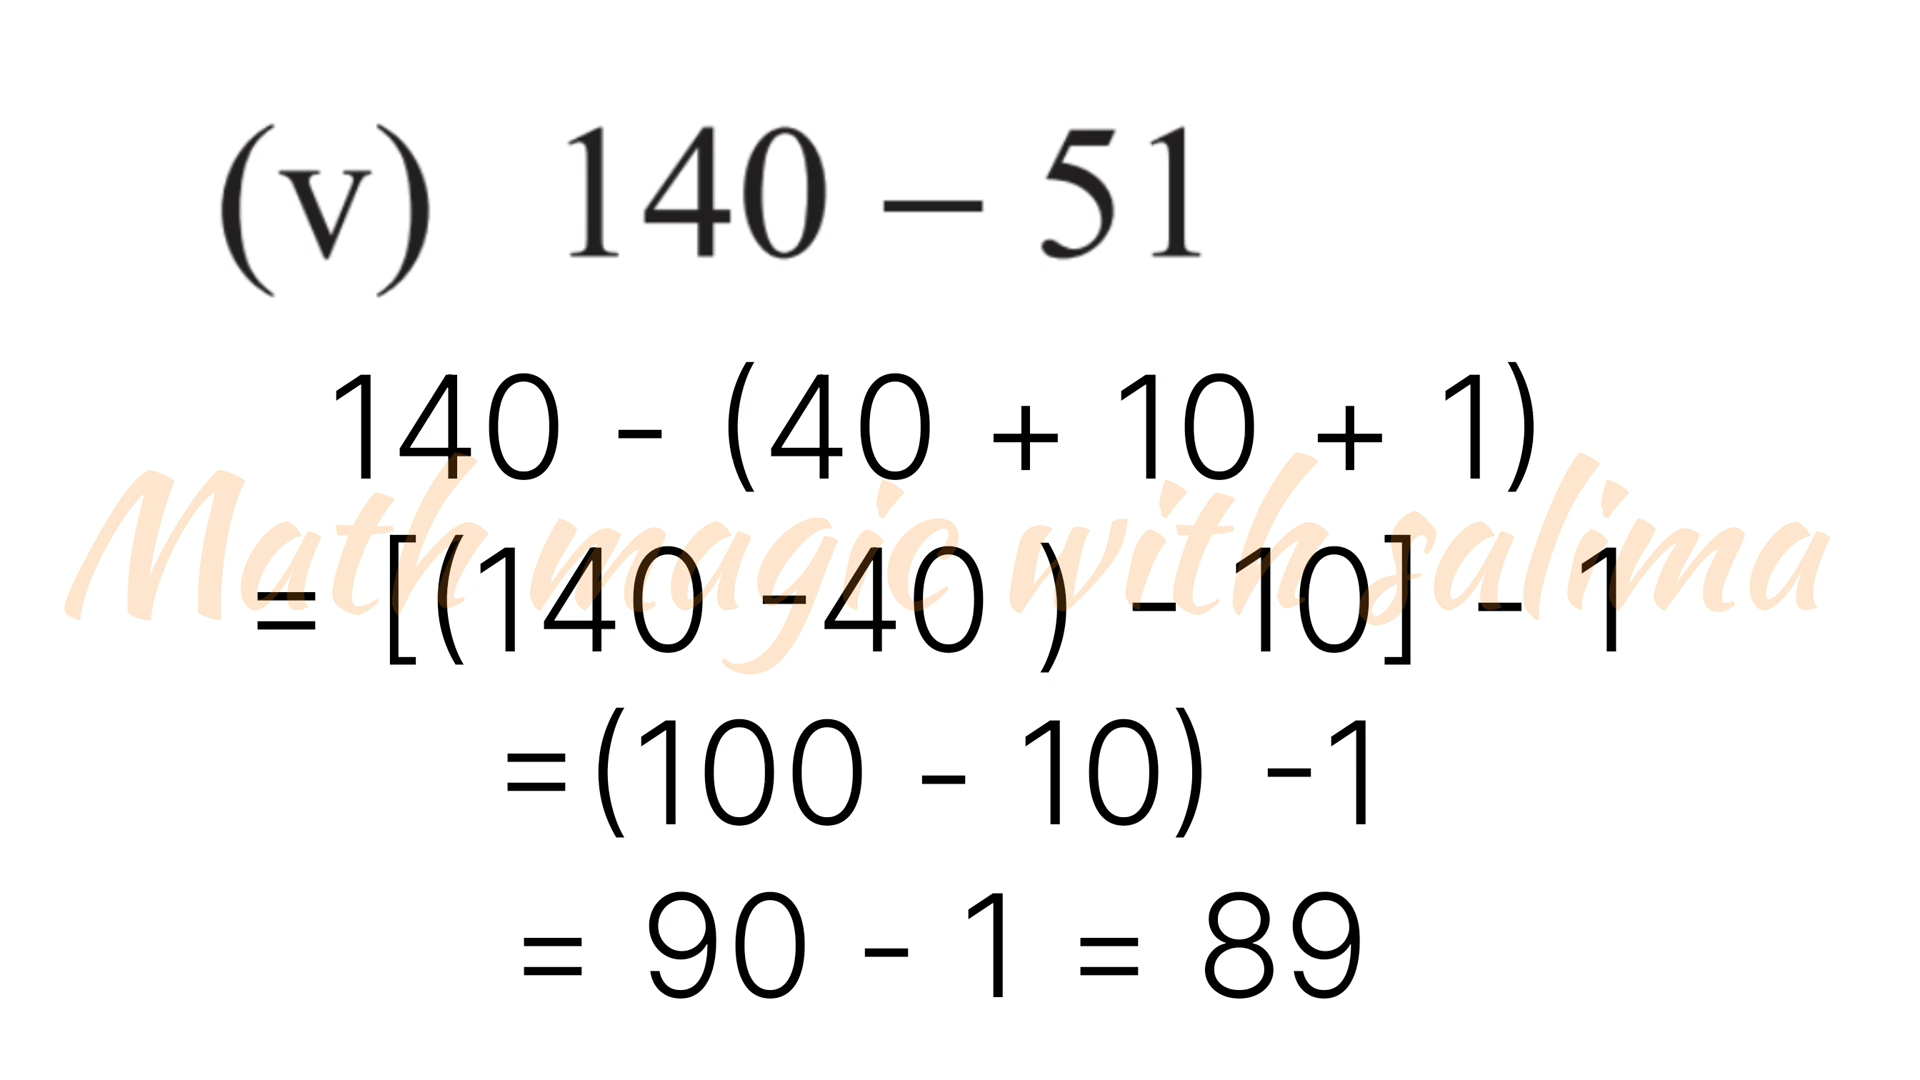 (v) 140 – 51
140 - (40 + 10 + 1)
Math magic with salima
= [(140 -40 ) - 10] - 1
=(100 - 10) -1
= 90 - 1 = 89